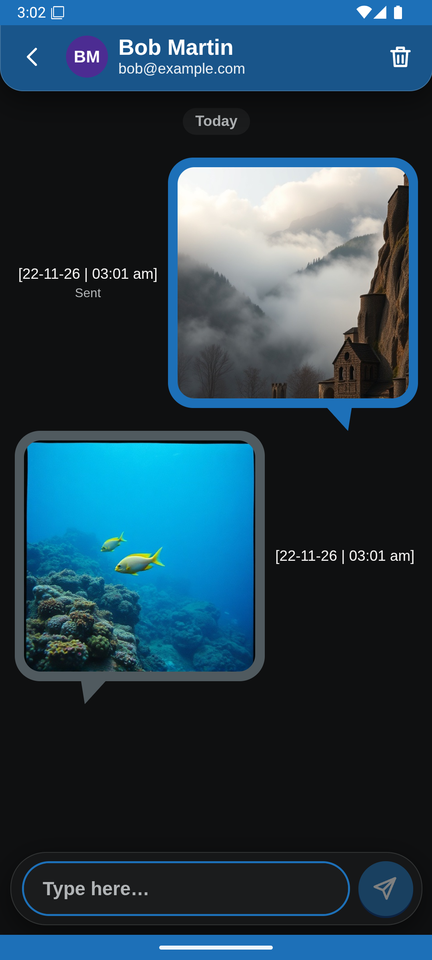 3:02
BM
Bob Martin
bob@example.com
Today
[22-11-26 | 03:01 am]
Sent
[22-11-26 | 03:01 am]
Type here…